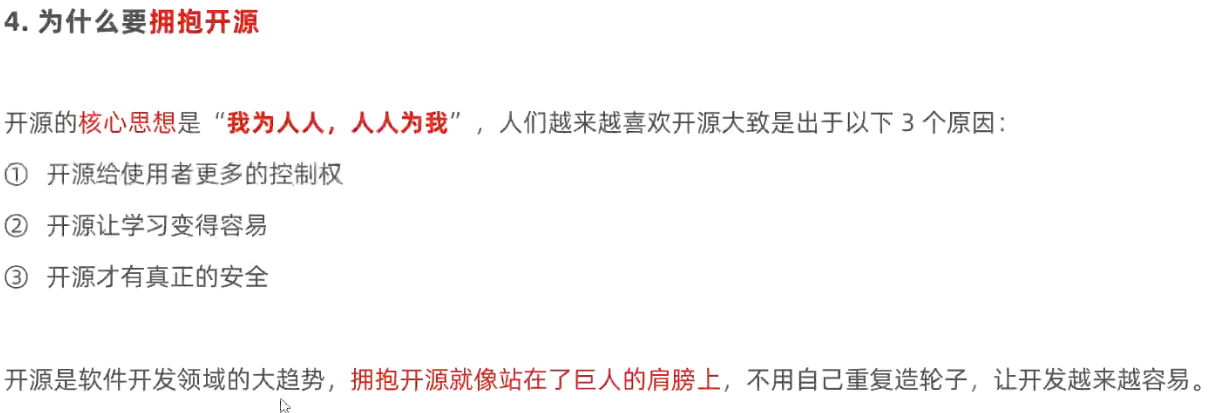 4. 为什么要拥抱开源
开源的核心思想是“我为人人，人人为我”，人们越来越喜欢开源大致是出于以下 3 个原因：
① 开源给使用者更多的控制权
② 开源让学习变得容易
③ 开源才有真正的安全
开源是软件开发领域的大趋势，拥抱开源就像站在了巨人的肩膀上，不用自己重复造轮子，让开发越来越容易。